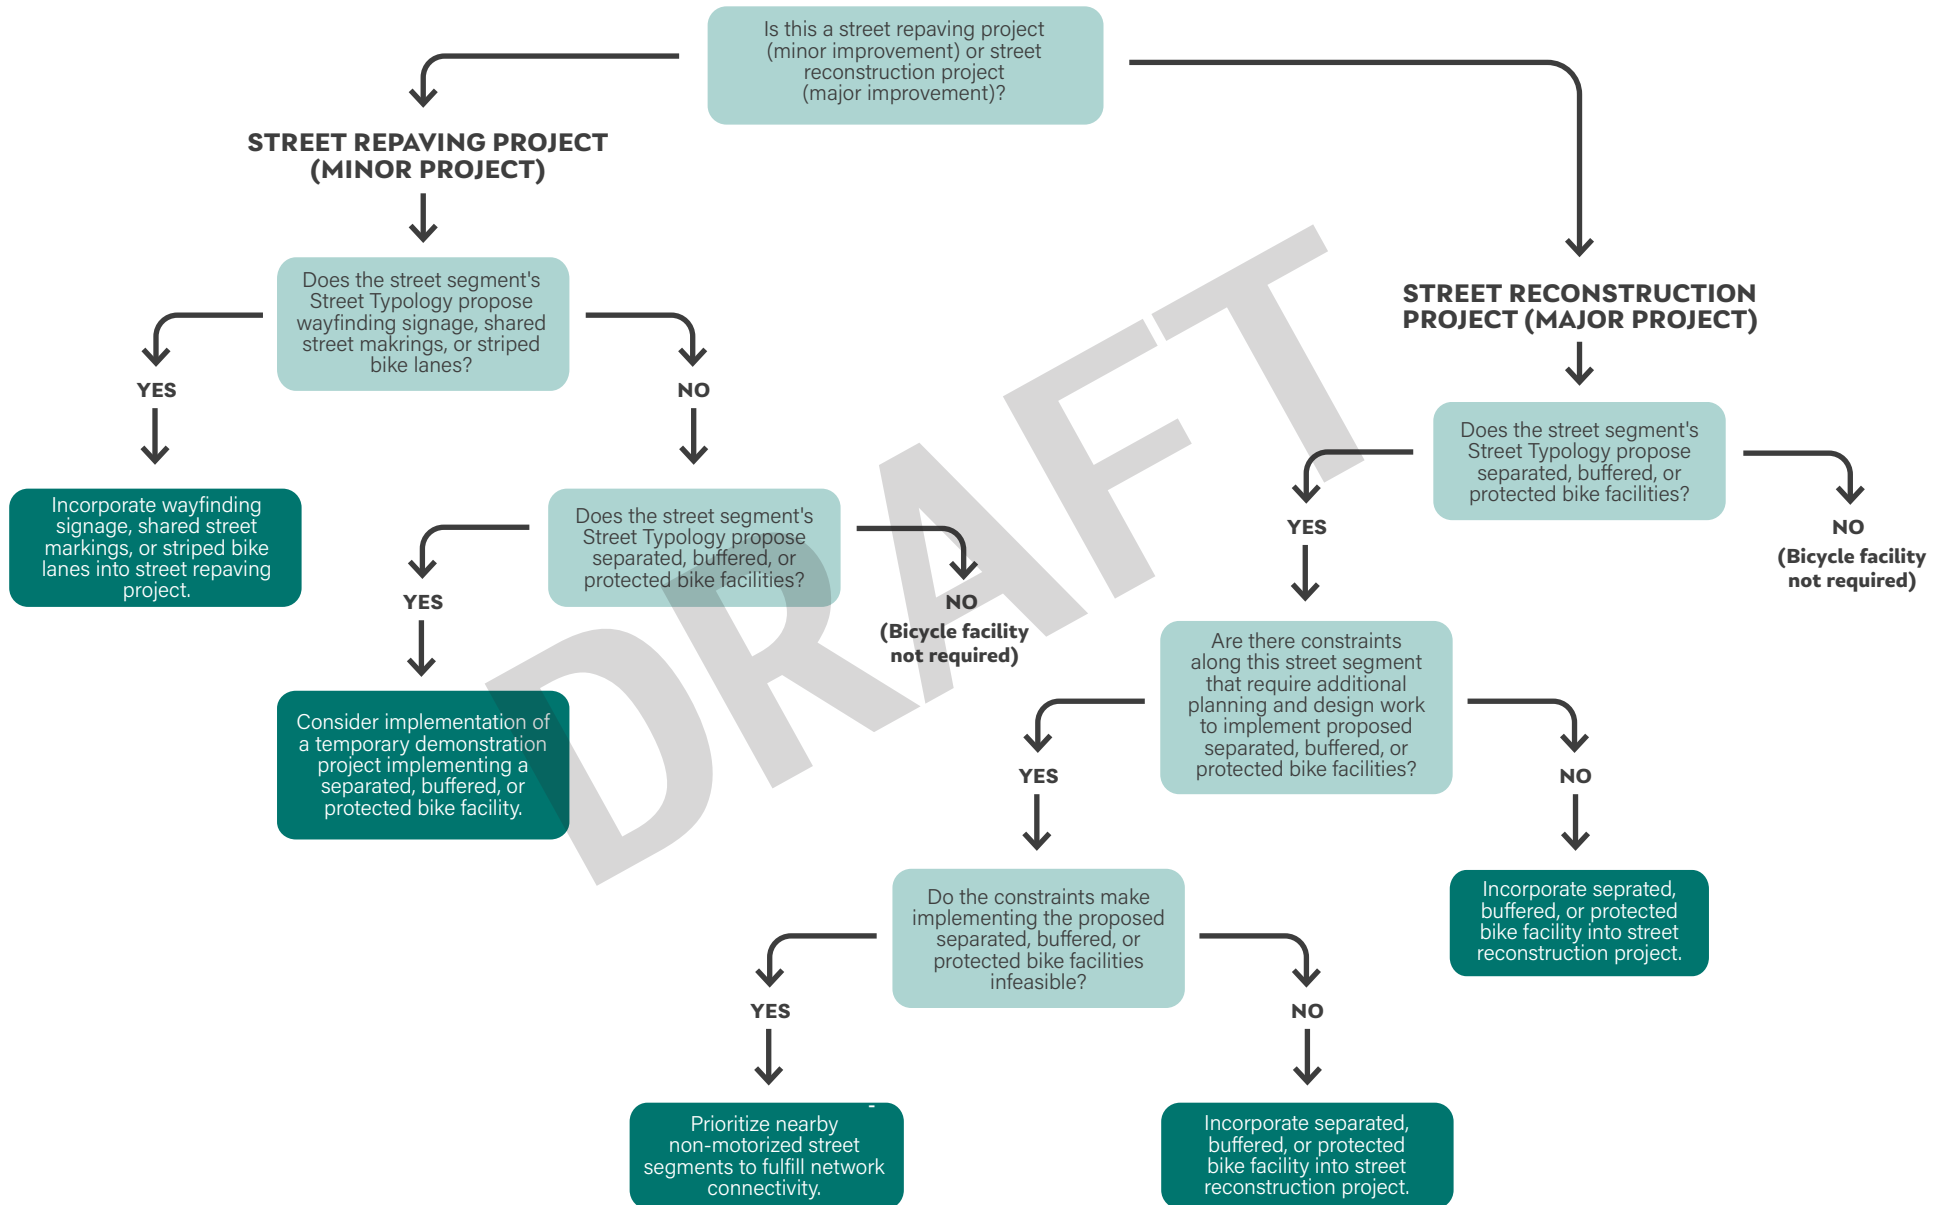 Is this a street repaving project
(minor improvement) or street
reconstruction project
(major improvement)?
STREET REPAVING PROJECT
(MINOR PROJECT)
Does the street segment's
Street Typology propose
wayfinding signage, shared
street makrings, or striped
bike lanes?
YES
NO
Incorporate wayfinding
signage, shared street
markings, or striped bike
lanes into street repaving
project.
Does the street segment's
Street Typology propose
separated, buffered, or
protected bike facilities?
YES
NO
(Bicycle facility
not required)
Consider implementation of
a temporary demonstration
project implementing a
separated, buffered, or
protected bike facility.
STREET RECONSTRUCTION
PROJECT (MAJOR PROJECT)
Does the street segment's
Street Typology propose
separated, buffered, or
protected bike facilities?
YES
NO
(Bicycle facility
not required)
Are there constraints
along this street segment
that require additional
planning and design work
to implement proposed
separated, buffered, or
protected bike facilities?
YES
NO
Do the constraints make
implementing the proposed
separated, buffered, or
protected bike facilities
infeasible?
Incorporate seprated,
buffered, or protected
bike facility into street
reconstruction project.
YES
NO
Prioritize nearby
non-motorized street
segments to fulfill network
connectivity.
Incorporate separated,
buffered, or protected
bike facility into street
reconstruction project.
DRAFT